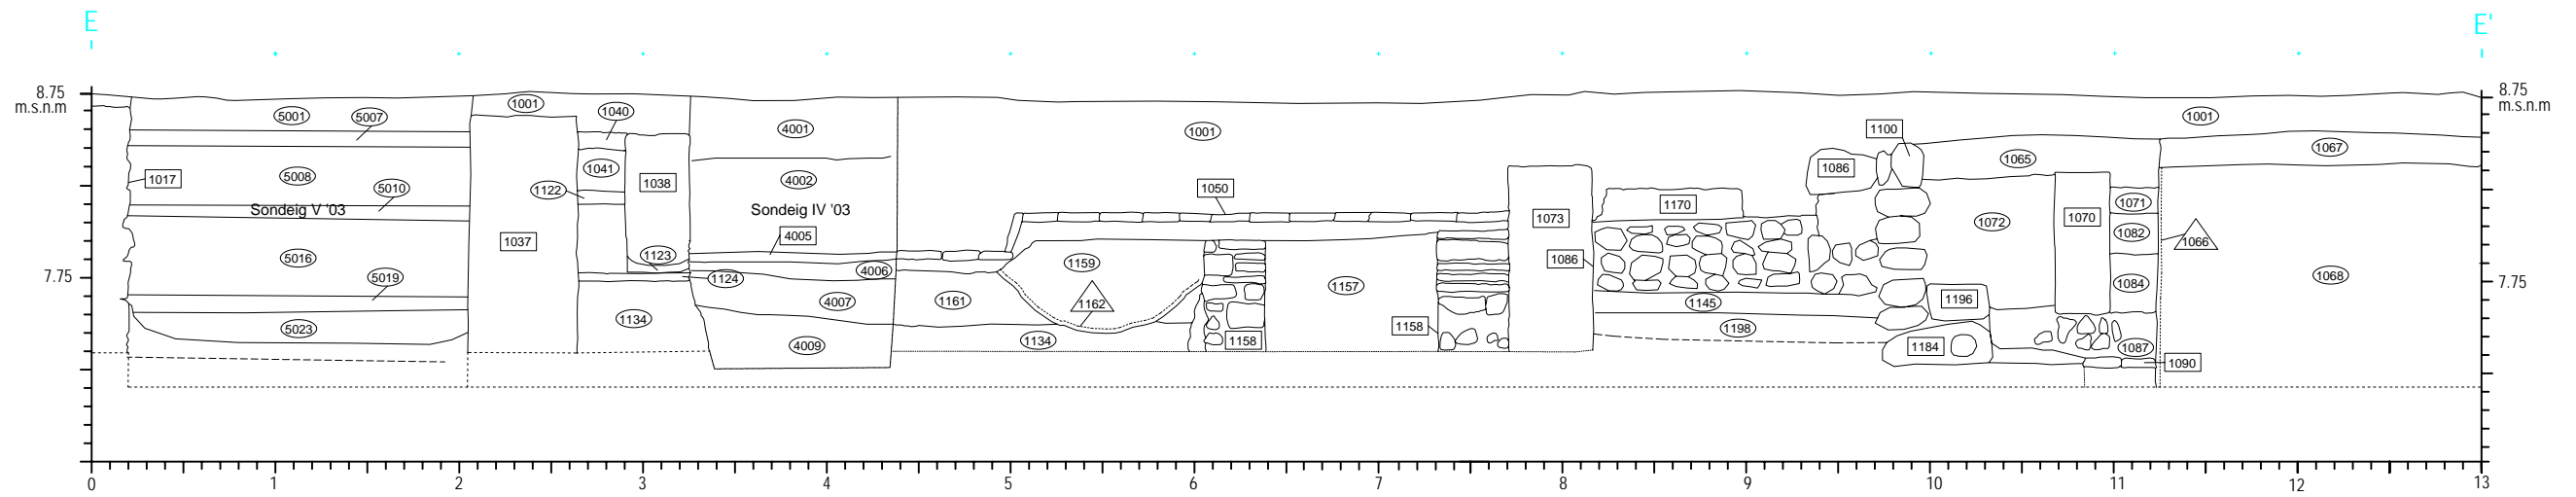 E E'
8.75 8.75
m.s.n.m m.s.n.m
1001
5001 5007 1040 4001 1001 1001
1100
1067
1065
1041 1086
5008 1017 1038 4002
5010 1122 1050
1071
Sondeig V '03 Sondeig IV '03 1170
1073 1070
1072
1037 4005 1082 1066
5016 1123 1159 1086
7.75 7.75
5019 1124 4006 1157 1084 1068
4007 1161 1162 1145 1196
5023 1134 1158 1198
4009 1134 1158 1184 1087
1090
0 1 2 3 4 5 6 7 8 9 10 11 12 13